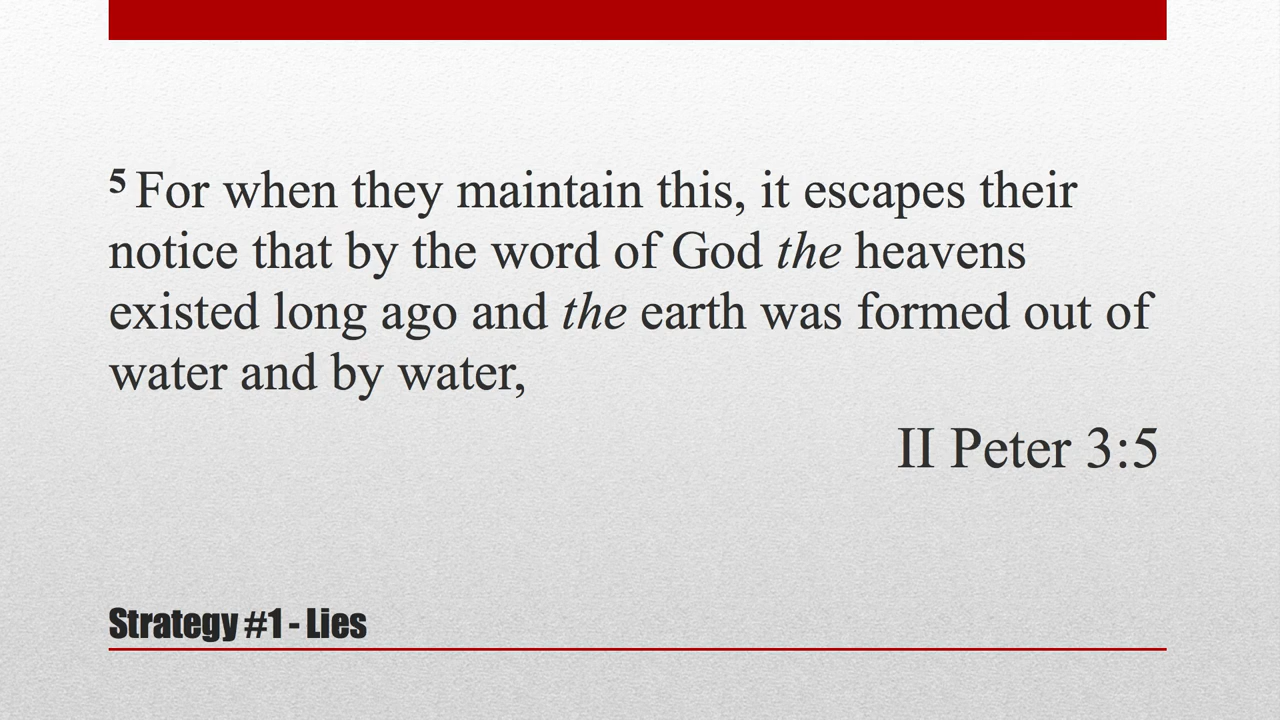 5 For when they maintain this, it escapes their
notice that by the word of God the heavens
existed long ago and the earth was formed out of
water and by water,
II Peter 3:5
Strategy #1 - Lies